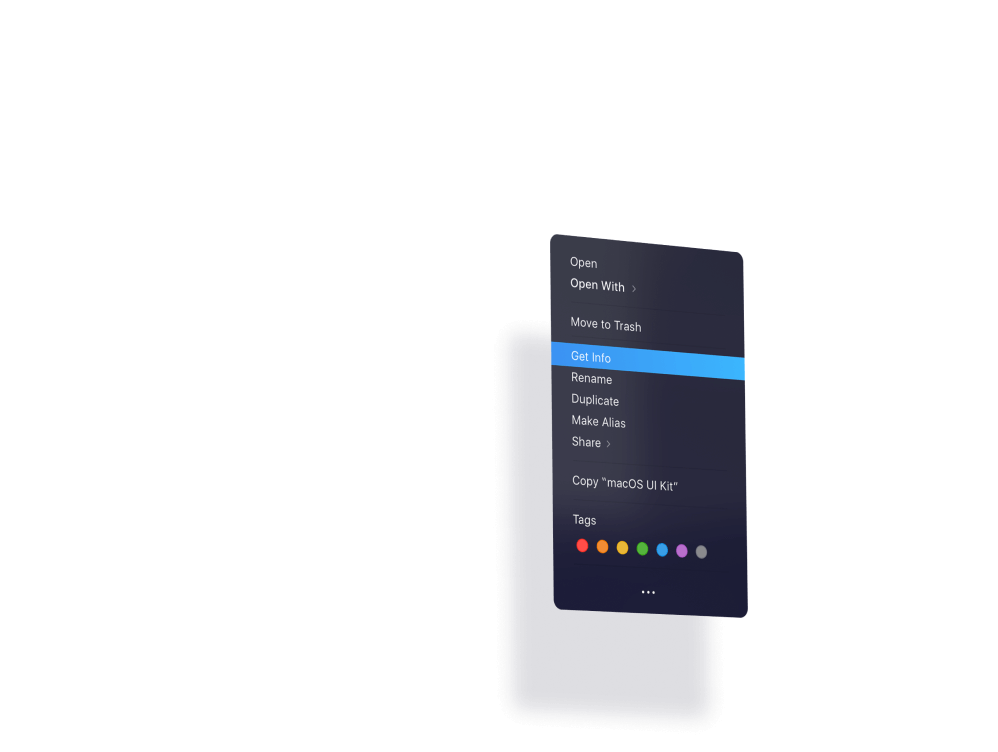 Open
Open With
Move to Trash
Get Info
Rename
Duplicate
Make Alias
Share
Copy “macOS UI Kit”
Tags